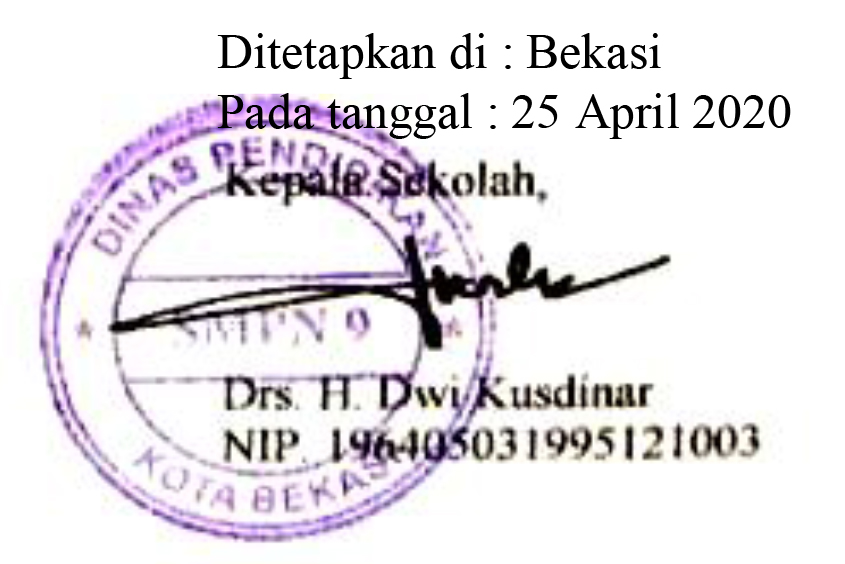 Ditetapkan di : Bekasi
Pada tanggal : 25 April 2020
Kepala Sekolah,
DINAS PENDIDIKAN
SMPN 9
KOTA BEKASI
Drs. H. Dwi Kusdinar
NIP. 196405031995121003